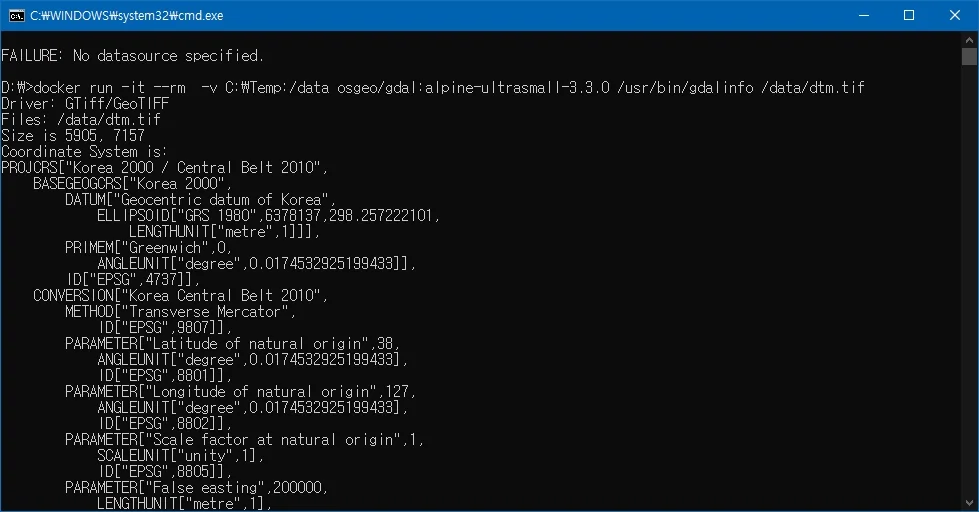 C:₩WINDOWS₩system32₩cmd.exe
FAILURE: No datasource specified.
D:₩>docker run -it --rm  -v C:₩Temp:/data osgeo/gdal:alpine-ultrasmall-3.3.0 /usr/bin/gdalinfo /data/dtm.tif
Driver: GTiff/GeoTIFF
Files: /data/dtm.tif
Size is 5905, 7157
Coordinate System is:
PROJCRS["Korea 2000 / Central Belt 2010",
    BASEGEOGCRS["Korea 2000",
        DATUM["Geocentric datum of Korea",
            ELLIPSOID["GRS 1980",6378137,298.257222101,
                LENGTHUNIT["metre",1]]],
        PRIMEM["Greenwich",0,
            ANGLEUNIT["degree",0.0174532925199433]],
        ID["EPSG",4737]],
    CONVERSION["Korea Central Belt 2010",
        METHOD["Transverse Mercator",
            ID["EPSG",9807]],
        PARAMETER["Latitude of natural origin",38,
            ANGLEUNIT["degree",0.0174532925199433],
            ID["EPSG",8801]],
        PARAMETER["Longitude of natural origin",127,
            ANGLEUNIT["degree",0.0174532925199433],
            ID["EPSG",8802]],
        PARAMETER["Scale factor at natural origin",1,
            SCALEUNIT["unity",1],
            ID["EPSG",8805]],
        PARAMETER["False easting",200000,
            LENGTHUNIT["metre",1],